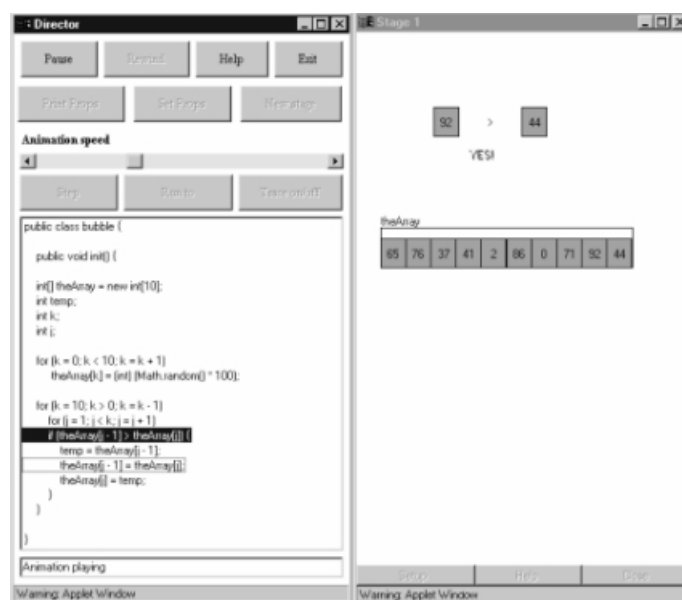 Director
Pause Rewind Help Exit
Print Props Set Props New stage
Animation speed
Step Run to Trace on/off
public class bubble {
public void init() {
int[] theArray = new int[10];
int temp;
int k;
int j;
for (k = 0; k < 10; k = k + 1)
theArray[k] = (int) (Math.random() * 100);
for (k = 10; k > 0; k = k - 1)
for (j = 1; j < k; j = j + 1)
if (theArray[j - 1] > theArray[j]) {
temp = theArray[j - 1];
theArray[j - 1] = theArray[j];
theArray[j] = temp;
}
}
}
Animation playing
Warning: Applet Window
Stage 1
92 > 44
YES!
theArray
65 76 37 41 2 86 0 71 92 44
Setup Help Close
Warning: Applet Window